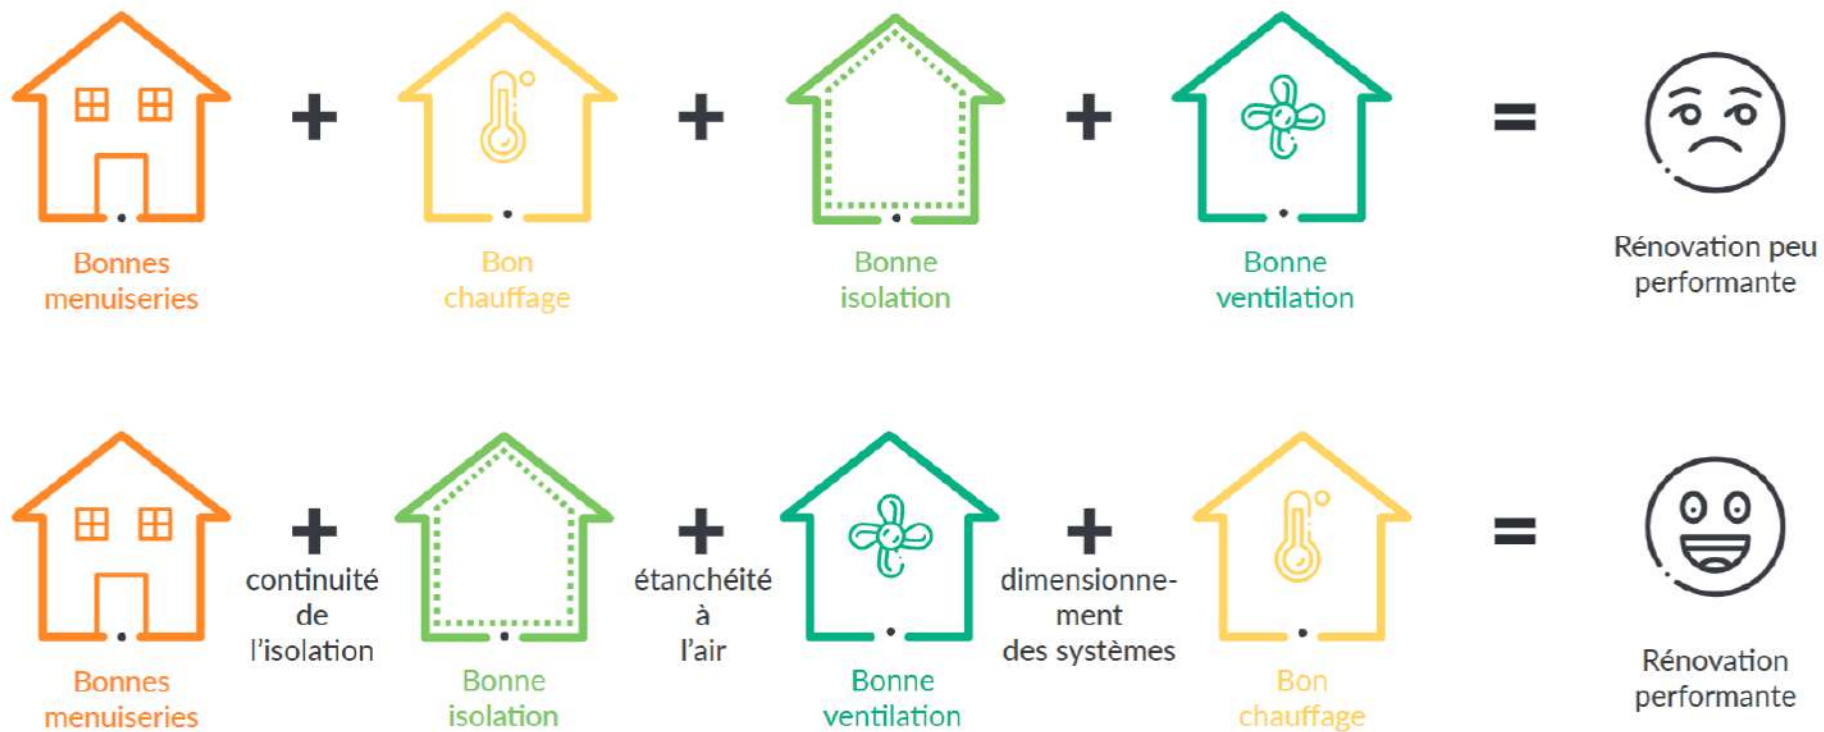 Bonnes
menuiseries
+
Bon
chauffage
+
Bonne
isolation
+
Bonne
ventilation
=
Rénovation peu
performante
Bonnes
menuiseries
+
continuité
de
l'isolation
Bonne
isolation
+
étanchéité
à
l'air
Bonne
ventilation
+
dimensionne-
ment
des systèmes
Bon
chauffage
=
Rénovation
performante